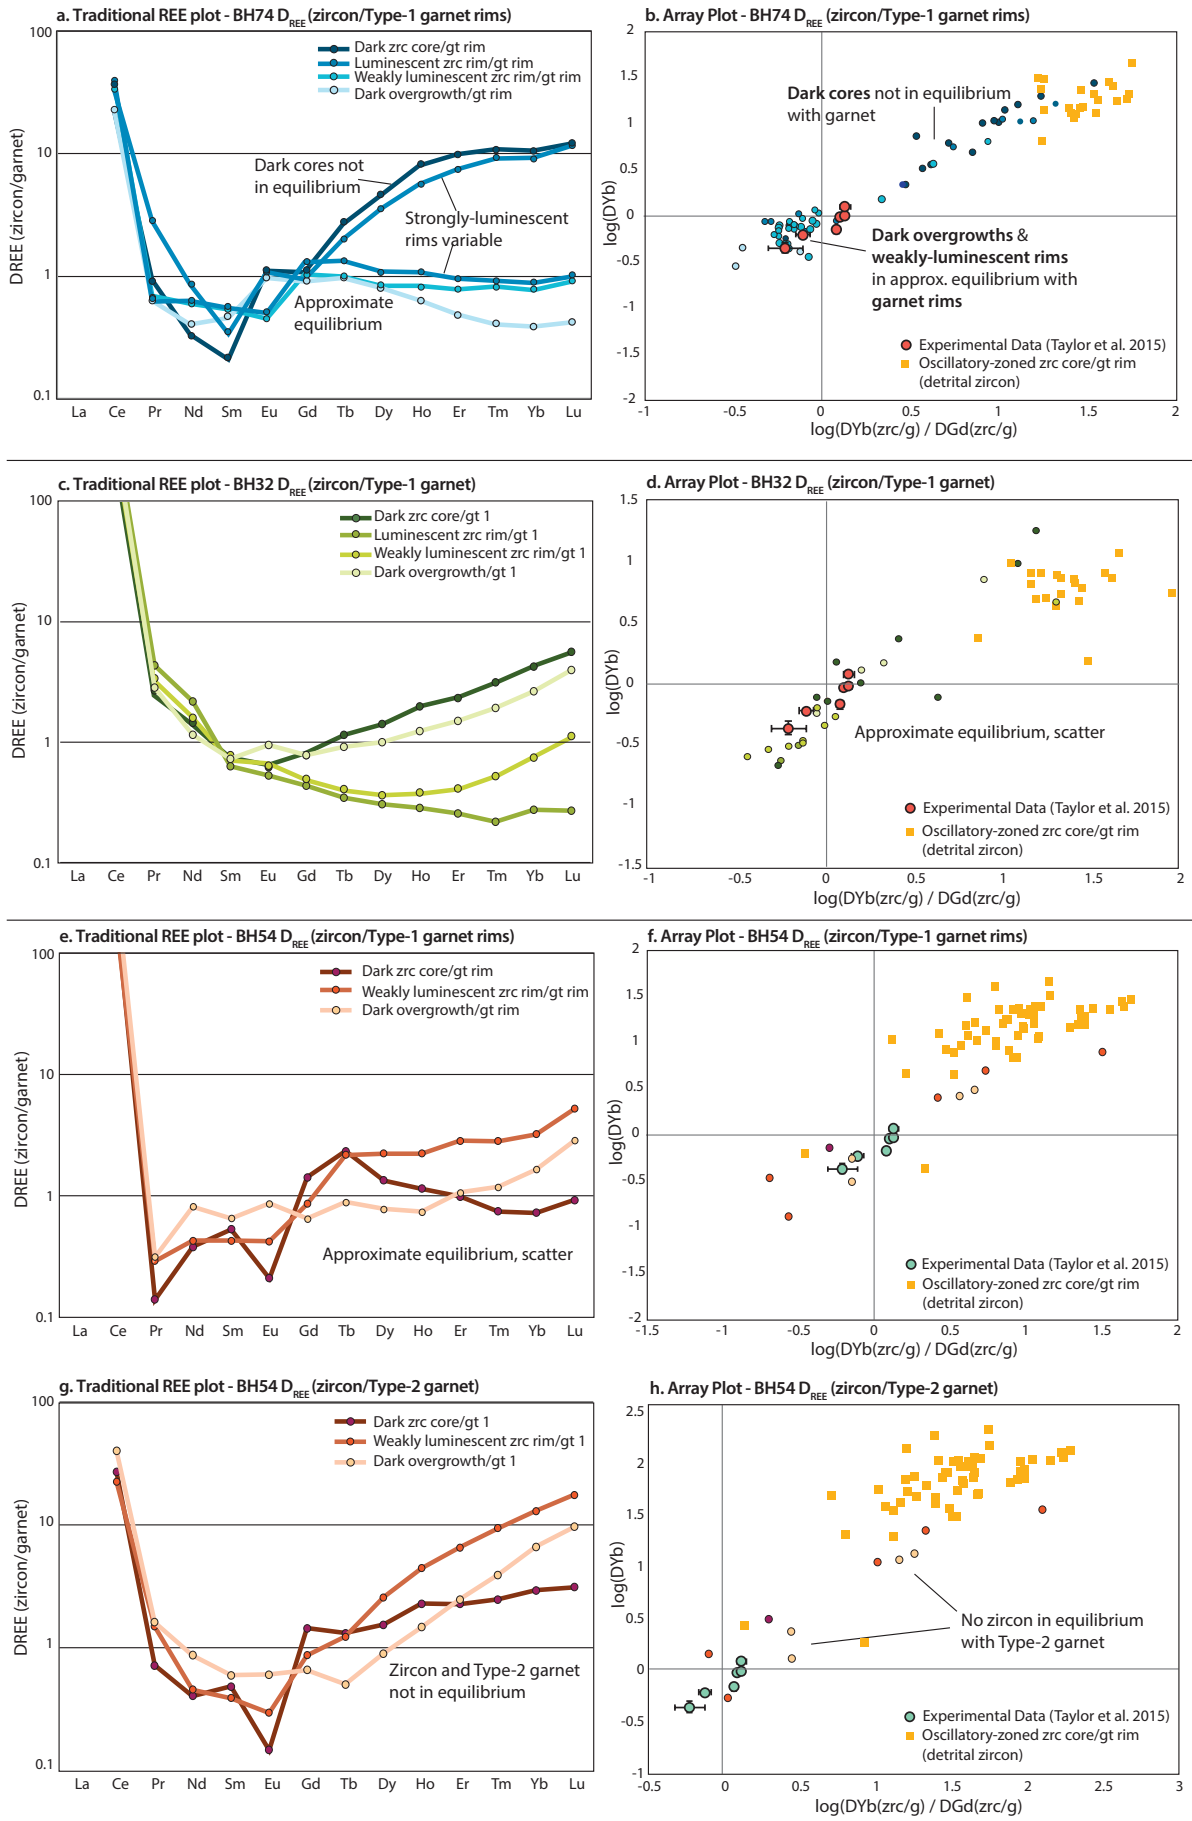 a. Traditional REE plot - BH74 DREE (zircon/Type-1 garnet rims)
100
10
1
0.1
DREE (zircon/garnet)
Dark zrc core/gt rim
Luminescent zrc rim/gt rim
Weakly luminescent zrc rim/gt rim
Dark overgrowth/gt rim
Dark cores not
in equilibrium
Strongly-luminescent
rims variable
Approximate
equilibrium
La Ce Pr Nd Sm Eu Gd Tb Dy Ho Er Tm Yb Lu
b. Array Plot - BH74 DREE (zircon/Type-1 garnet rims)
2
1.5
1
0.5
0
-0.5
-1
-1.5
-2
log(DYb)
Dark cores not in equilibrium
with garnet
Dark overgrowths &
weakly-luminescent rims
in approx. equilibrium with
garnet rims
Experimental Data (Taylor et al. 2015)
Oscillatory-zoned zrc core/gt rim
(detrital zircon)
-1 -0.5 0 0.5 1 1.5 2
log(DYb(zrc/g) / DGd(zrc/g)
c. Traditional REE plot - BH32 DREE (zircon/Type-1 garnet)
100
10
1
0.1
DREE (zircon/garnet)
Dark zrc core/gt 1
Luminescent zrc rim/gt 1
Weakly luminescent zrc rim/gt 1
Dark overgrowth/gt 1
La Ce Pr Nd Sm Eu Gd Tb Dy Ho Er Tm Yb Lu
d. Array Plot - BH32 DREE (zircon/Type-1 garnet)
1.5
1
0.5
0
-0.5
-1
-1.5
log(DYb)
Approximate equilibrium, scatter
Experimental Data (Taylor et al. 2015)
Oscillatory-zoned zrc core/gt rim
(detrital zircon)
-1 -0.5 0 0.5 1 1.5 2
log(DYb(zrc/g) / DGd(zrc/g)
e. Traditional REE plot - BH54 DREE (zircon/Type-1 garnet rims)
100
10
1
0.1
DREE (zircon/garnet)
Dark zrc core/gt rim
Weakly luminescent zrc rim/gt rim
Dark overgrowth/gt rim
Approximate equilibrium, scatter
La Ce Pr Nd Sm Eu Gd Tb Dy Ho Er Tm Yb Lu
f. Array Plot - BH54 DREE (zircon/Type-1 garnet rims)
2
1.5
1
0.5
0
-0.5
-1
-1.5
-2
log(DYb)
Experimental Data (Taylor et al. 2015)
Oscillatory-zoned zrc core/gt rim
(detrital zircon)
-1.5 -1 -0.5 0 0.5 1 1.5 2
log(DYb(zrc/g) / DGd(zrc/g)
g. Traditional REE plot - BH54 DREE (zircon/Type-2 garnet)
100
10
1
0.1
DREE (zircon/garnet)
Dark zrc core/gt 1
Weakly luminescent zrc rim/gt 1
Dark overgrowth/gt 1
Zircon and Type-2 garnet
not in equilibrium
La Ce Pr Nd Sm Eu Gd Tb Dy Ho Er Tm Yb Lu
h. Array Plot - BH54 DREE (zircon/Type-2 garnet)
2.5
2
1.5
1
0.5
0
-0.5
-1
log(DYb)
No zircon in equilibrium
with Type-2 garnet
Experimental Data (Taylor et al. 2015)
Oscillatory-zoned zrc core/gt rim
(detrital zircon)
-0.5 0 0.5 1 1.5 2 2.5 3
log(DYb(zrc/g) / DGd(zrc/g)